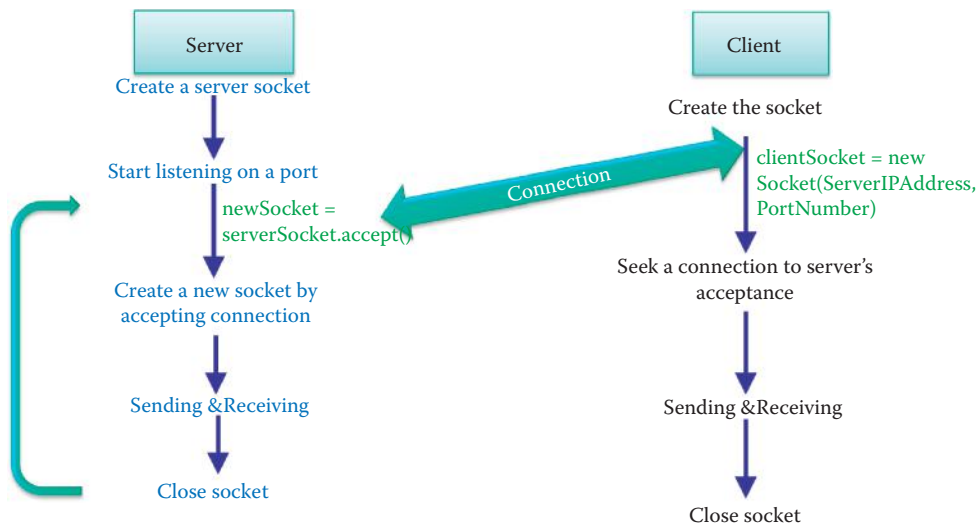 Server
Create a server socket
Start listening on a port
newSocket =
serverSocket.accept()
Create a new socket by
accepting connection
Sending &Receiving
Close socket
Connection
Client
Create the socket
clientSocket = new
Socket(ServerIPAddress,
PortNumber)
Seek a connection to server’s
acceptance
Sending &Receiving
Close socket